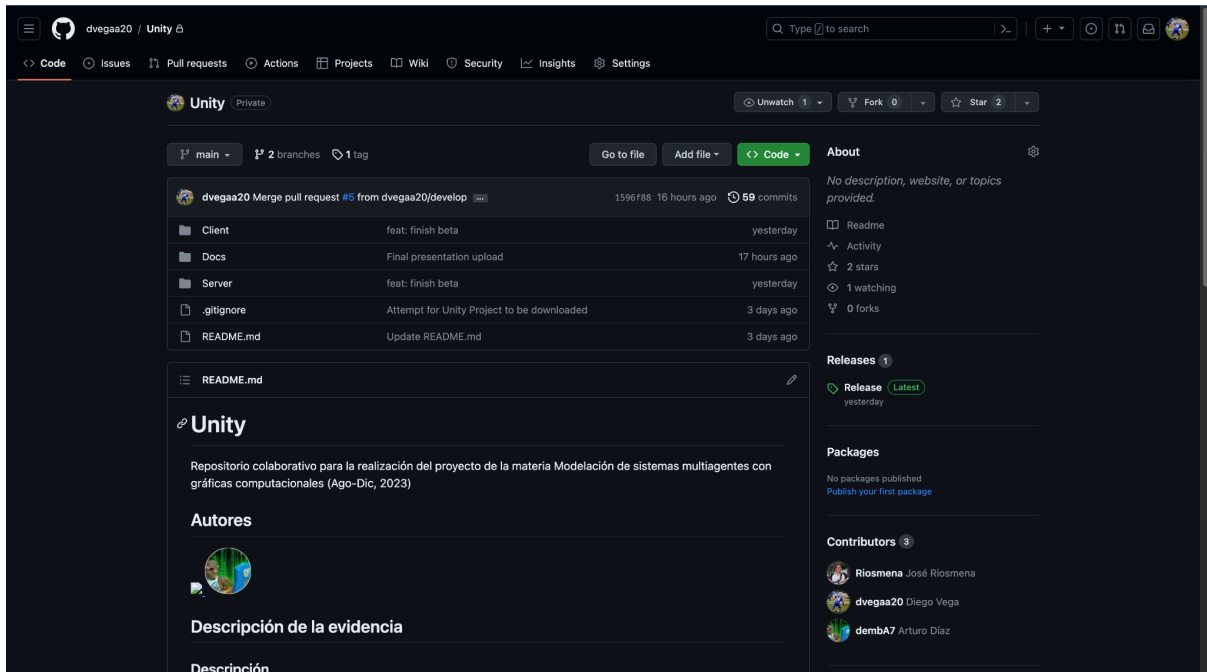 dvegaa20 / Unity
Type / to search
Code Issues Pull requests Actions Projects Wiki Security Insights Settings
Unity Private
Unwatch 1 Fork 0 Star 2
main 2 branches 1 tag Go to file Add file Code
dvegaa20 Merge pull request #5 from dvegaa20/develop ... 1596f88 16 hours ago 59 commits
Client feat: finish beta yesterday
Docs Final presentation upload 17 hours ago
Server feat: finish beta yesterday
.gitignore Attempt for Unity Project to be downloaded 3 days ago
README.md Update README.md 3 days ago
README.md
Unity
Repositorio colaborativo para la realización del proyecto de la materia Modelación de sistemas multiagentes con
gráficas computacionales (Ago-Dic, 2023)
Autores
Descripción de la evidencia
Descripción
About
No description, website, or topics
provided.
Readme
Activity
2 stars
1 watching
0 forks
Releases 1
Release Latest
yesterday
Packages
No packages published
Publish your first package
Contributors 3
Riosmena José Riosmena
dvegaa20 Diego Vega
dembA7 Arturo Díaz